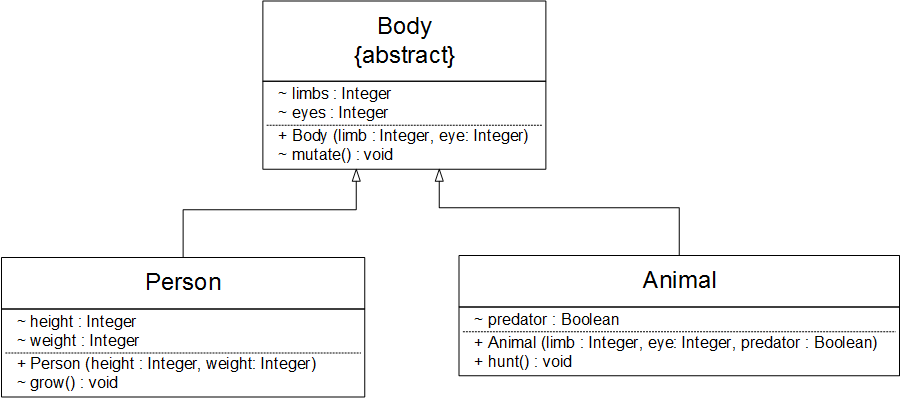 Body
{abstract}
~ limbs : Integer
~ eyes : Integer
+ Body (limb : Integer, eye: Integer)
~ mutate() : void
Person
~ height : Integer
~ weight : Integer
+ Person (height : Integer, weight: Integer)
~ grow() : void
Animal
~ predator : Boolean
+ Animal (limb : Integer, eye: Integer, predator : Boolean)
+ hunt() : void